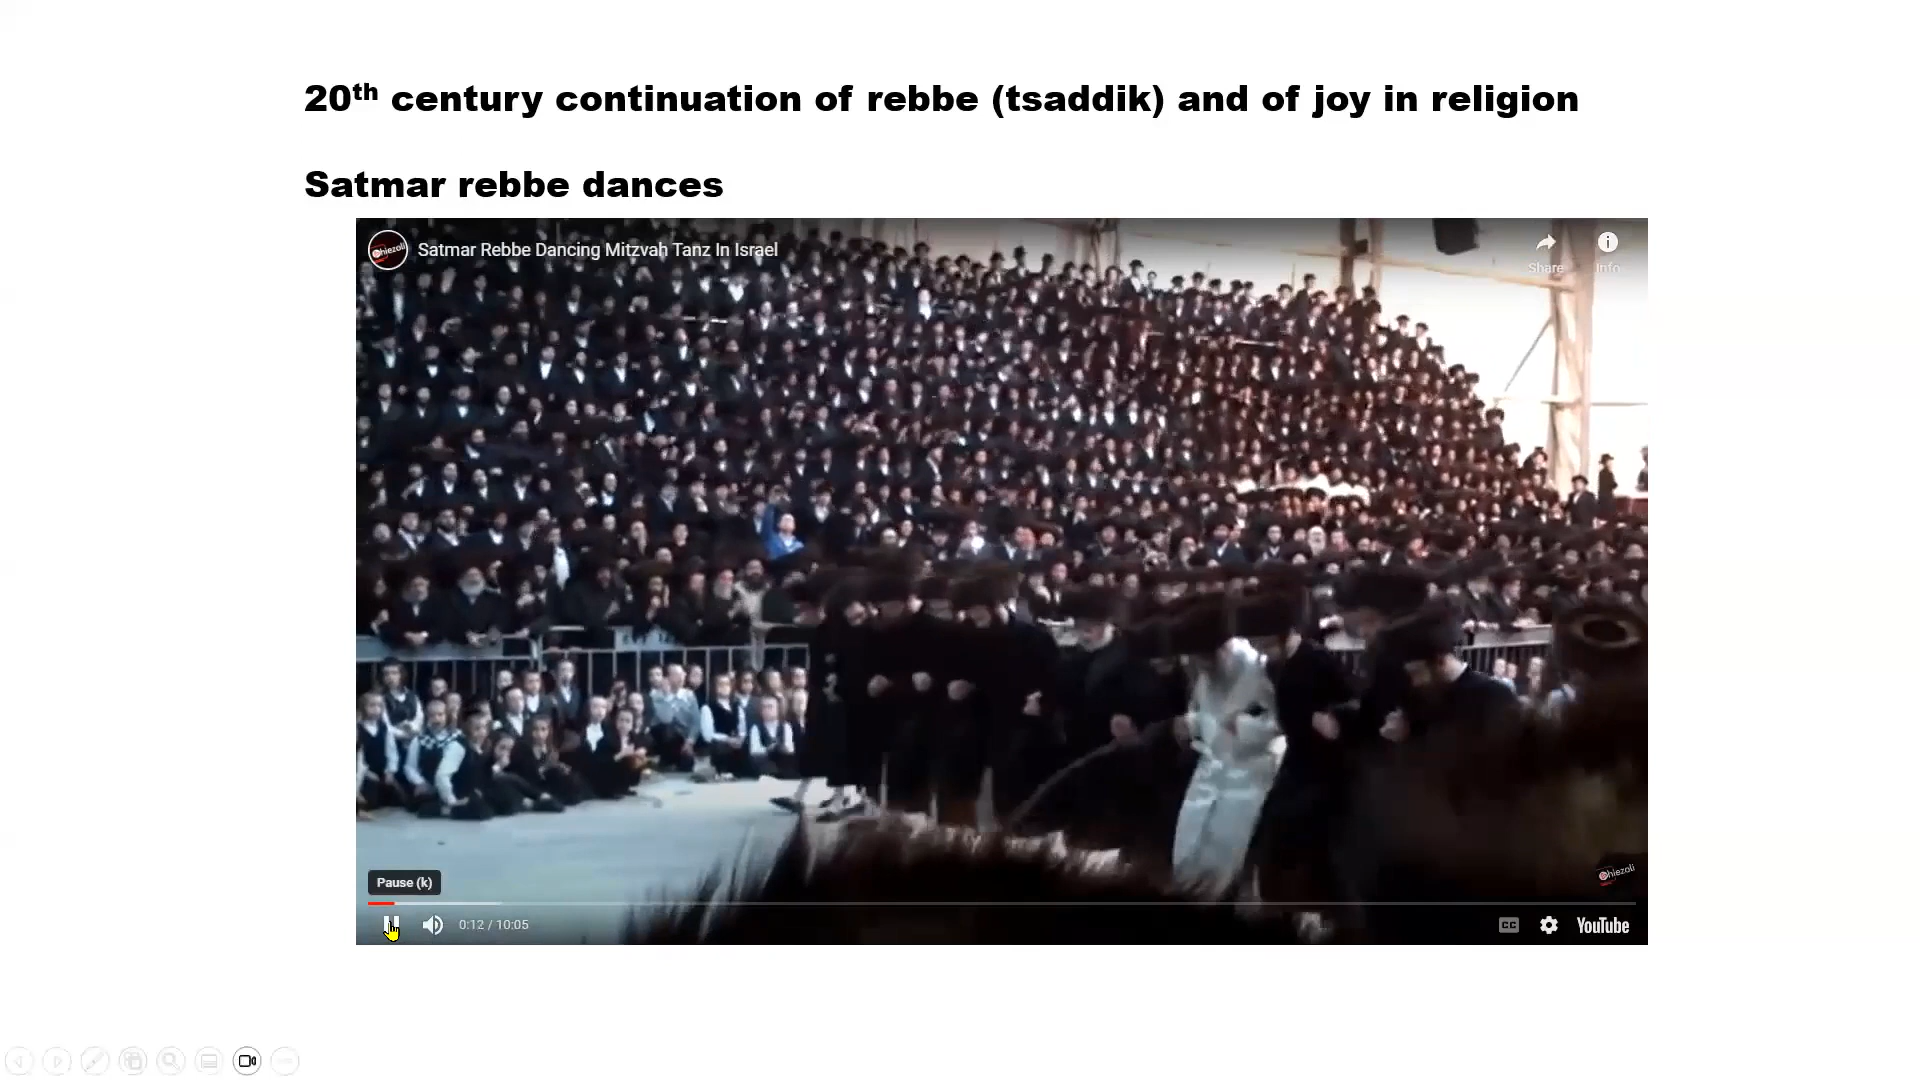 20th century continuation of rebbe (tsaddik) and of joy in religion
Satmar rebbe dances
Satmar Rebbe Dancing Mitzvah Tanz In Israel
Share
Info
Pause (k)
0:12 / 10:05
CC
YouTube